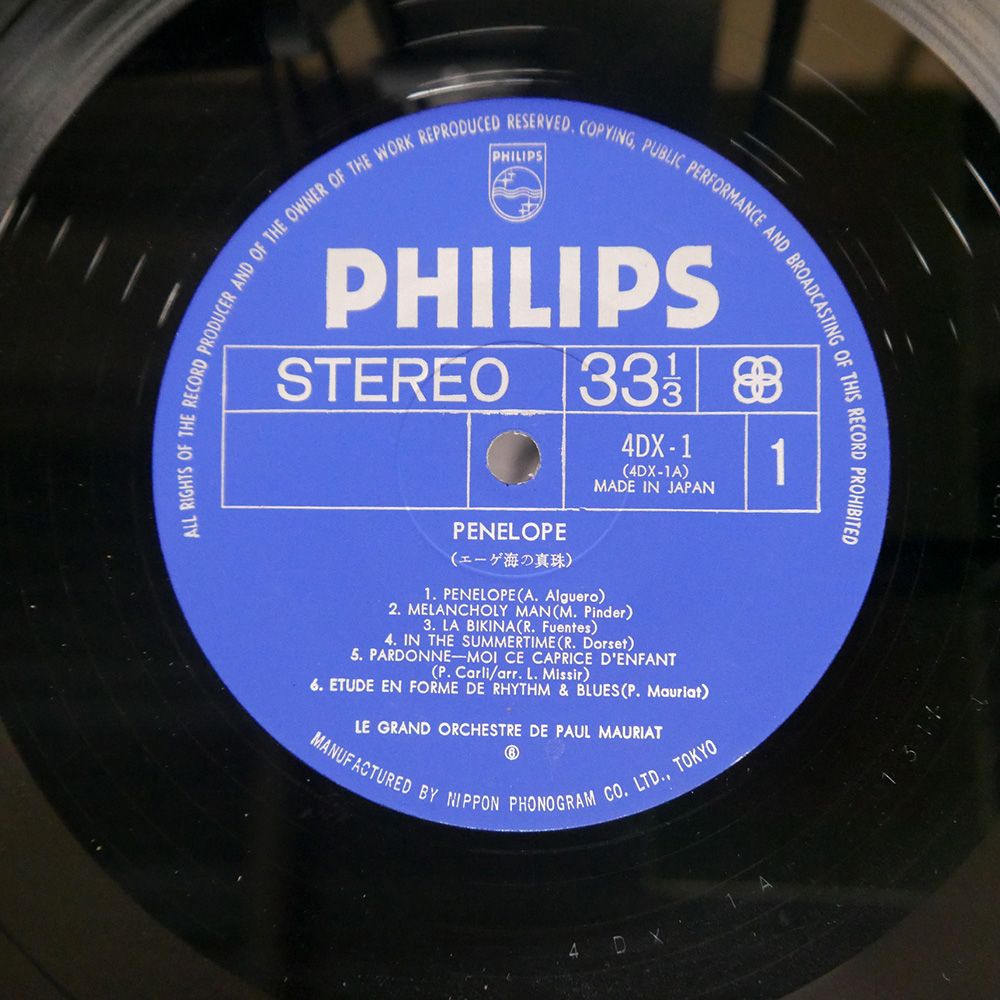 ALL RIGHTS OF THE RECORD PRODUCER AND OF THE OWNER OF THE WORK REPRODUCED RESERVED. COPYING, PUBLIC PERFORMANCE AND BROADCASTING OF THIS RECORD PROHIBITED
PHILIPS
PHILIPS
STEREO 33 1/3
4DX-1
(4DX-1A)
MADE IN JAPAN
1
PENELOPE
(エーゲ海の真珠)
1. PENELOPE(A. Alguero)
2. MELANCHOLY MAN(M. Pinder)
3. LA BIKINA(R. Fuentes)
4. IN THE SUMMERTIME(R. Dorset)
5. PARDONNE—MOI CE CAPRICE D'ENFANT
(P. Carli/arr. L. Missir)
6. ETUDE EN FORME DE RHYTHM & BLUES(P. Mauriat)
LE GRAND ORCHESTRE DE PAUL MAURIAT
MANUFACTURED BY NIPPON PHONOGRAM CO. LTD., TOKYO
4 D X 1 A